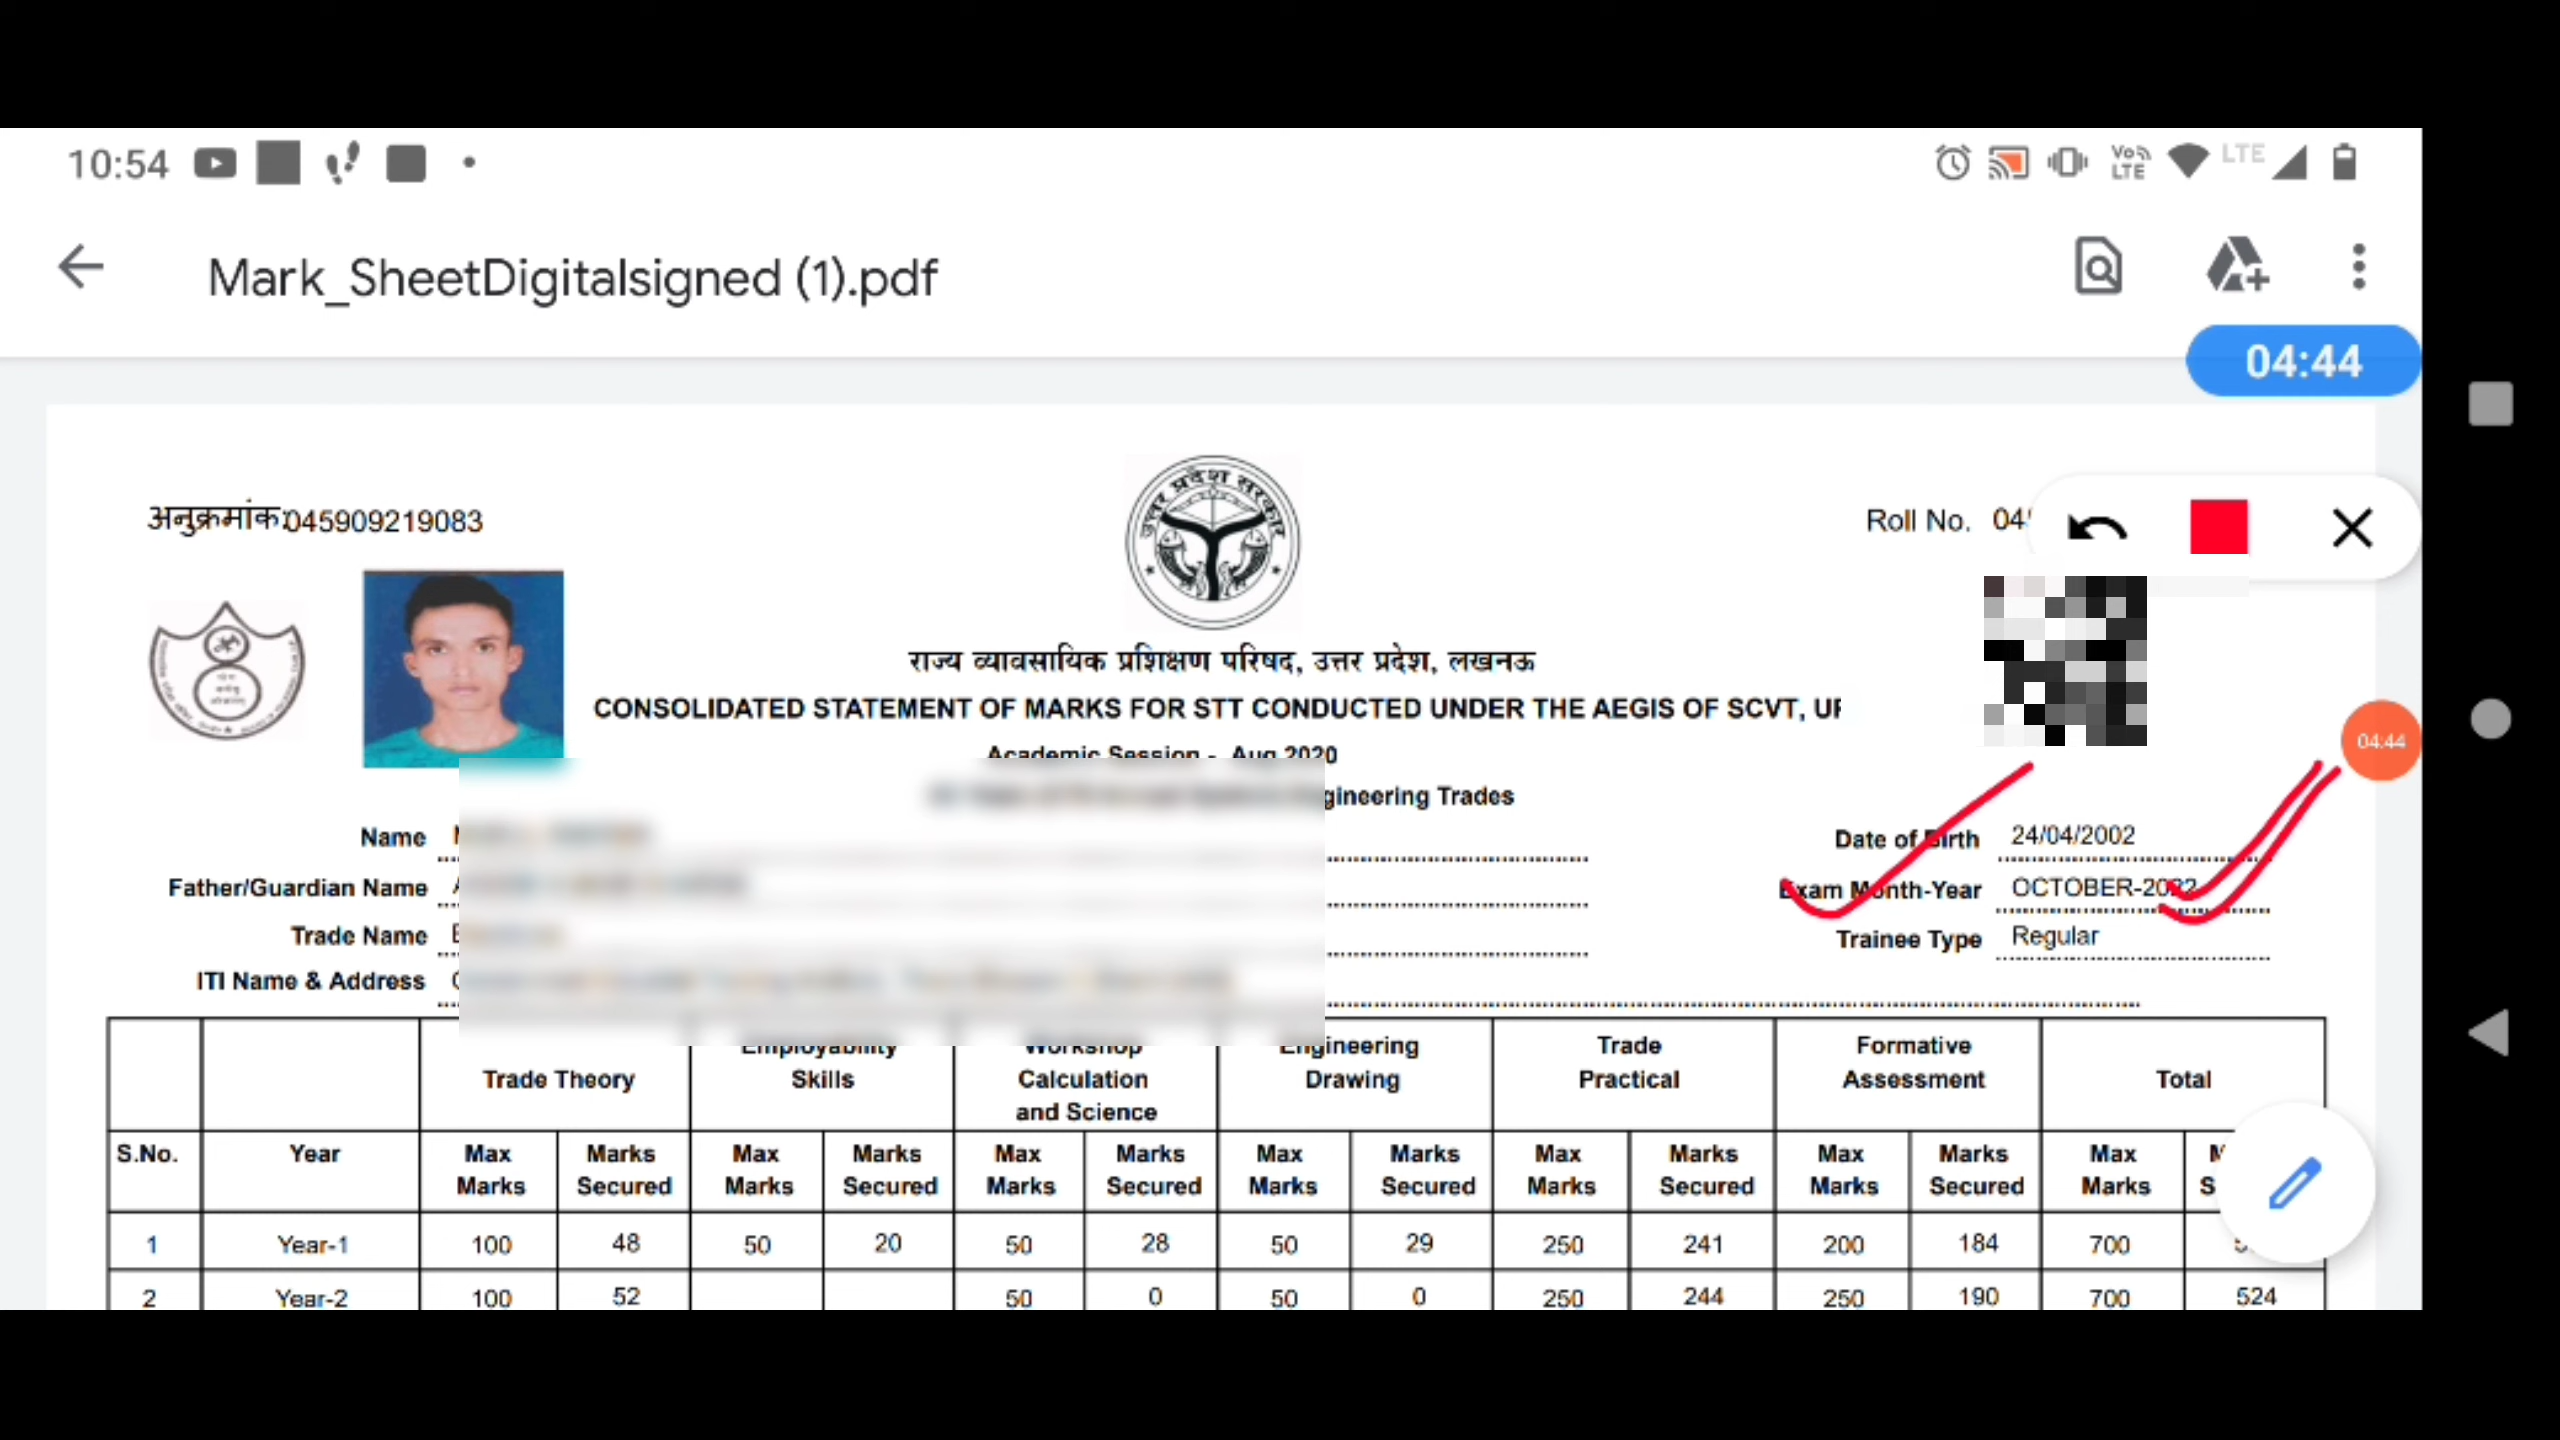 10:54
Vo LTE LTE
Mark_SheetDigitalsigned (1).pdf
04:44
अनुक्रमांक:045909219083
उत्तर प्रदेश सरकार
Roll No. 04
राज्य व्यावसायिक प्रशिक्षण परिषद, उत्तर प्रदेश, लखनऊ
CONSOLIDATED STATEMENT OF MARKS FOR STT CONDUCTED UNDER THE AEGIS OF SCVT, UP
Academic Session - Aug 2020
04:44
gineering Trades
Name
Date of Birth 24/04/2002
Father/Guardian Name
Exam Month-Year OCTOBER-2022
Trade Name
Trainee Type Regular
ITI Name & Address
Trade Theory Employability Skills Workshop Calculation and Science Engineering Drawing Trade Practical Formative Assessment Total
S.No. Year Max Marks Marks Secured Max Marks Marks Secured Max Marks Marks Secured Max Marks Marks Secured Max Marks Marks Secured Max Marks Marks Secured Max Marks
1 Year-1 100 48 50 20 50 28 50 29 250 241 200 184 700
2 Year-2 100 52 50 0 50 0 250 244 250 190 700 524